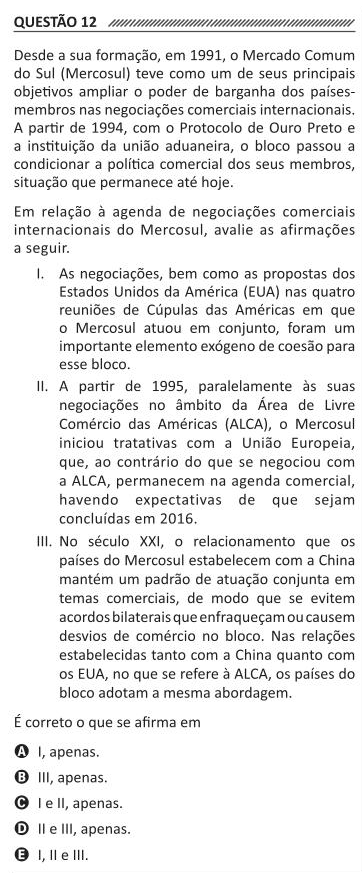 QUESTÃO 12
Desde a sua formação, em 1991, o Mercado Comum
do Sul (Mercosul) teve como um de seus principais
objetivos ampliar o poder de barganha dos países-
membros nas negociações comerciais internacionais.
A partir de 1994, com o Protocolo de Ouro Preto e
a instituição da união aduaneira, o bloco passou a
condicionar a política comercial dos seus membros,
situação que permanece até hoje.
Em relação à agenda de negociações comerciais
internacionais do Mercosul, avalie as afirmações
a seguir.
I. As negociações, bem como as propostas dos
Estados Unidos da América (EUA) nas quatro
reuniões de Cúpulas das Américas em que
o Mercosul atuou em conjunto, foram um
importante elemento exógeno de coesão para
esse bloco.
II. A partir de 1995, paralelamente às suas
negociações no âmbito da Área de Livre
Comércio das Américas (ALCA), o Mercosul
iniciou tratativas com a União Europeia,
que, ao contrário do que se negociou com
a ALCA, permanecem na agenda comercial,
havendo expectativas de que sejam
concluídas em 2016.
III. No século XXI, o relacionamento que os
países do Mercosul estabelecem com a China
mantém um padrão de atuação conjunta em
temas comerciais, de modo que se evitem
acordos bilaterais que enfraqueçam ou causem
desvios de comércio no bloco. Nas relações
estabelecidas tanto com a China quanto com
os EUA, no que se refere à ALCA, os países do
bloco adotam a mesma abordagem.
É correto o que se afirma em
A I, apenas.
B III, apenas.
C I e II, apenas.
D II e III, apenas.
E I, II e III.